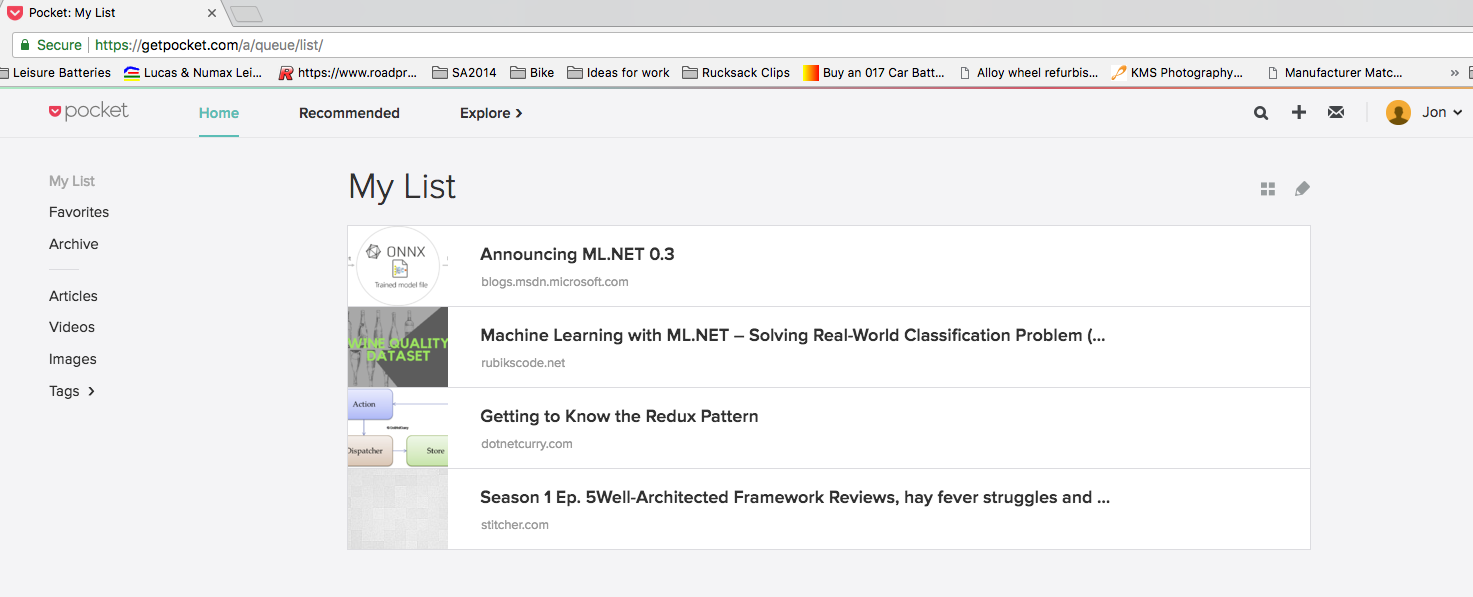 Pocket: My List
Secure https://getpocket.com/a/queue/list/
Leisure Batteries Lucas & Numax Lei... https://www.roadpr... SA2014 Bike Ideas for work Rucksack Clips Buy an 017 Car Batt... Alloy wheel refurbis... KMS Photography... Manufacturer Matc... »
pocket Home Recommended Explore Jon
My List
Favorites
Archive
Articles
Videos
Images
Tags
My List
ONNX
Trained model file
Announcing ML.NET 0.3
blogs.msdn.microsoft.com
WINE QUALITY
DATASET
Machine Learning with ML.NET – Solving Real-World Classification Problem (...
rubikscode.net
Action
Dispatcher Store
Getting to Know the Redux Pattern
dotnetcurry.com
Season 1 Ep. 5Well-Architected Framework Reviews, hay fever struggles and ...
stitcher.com